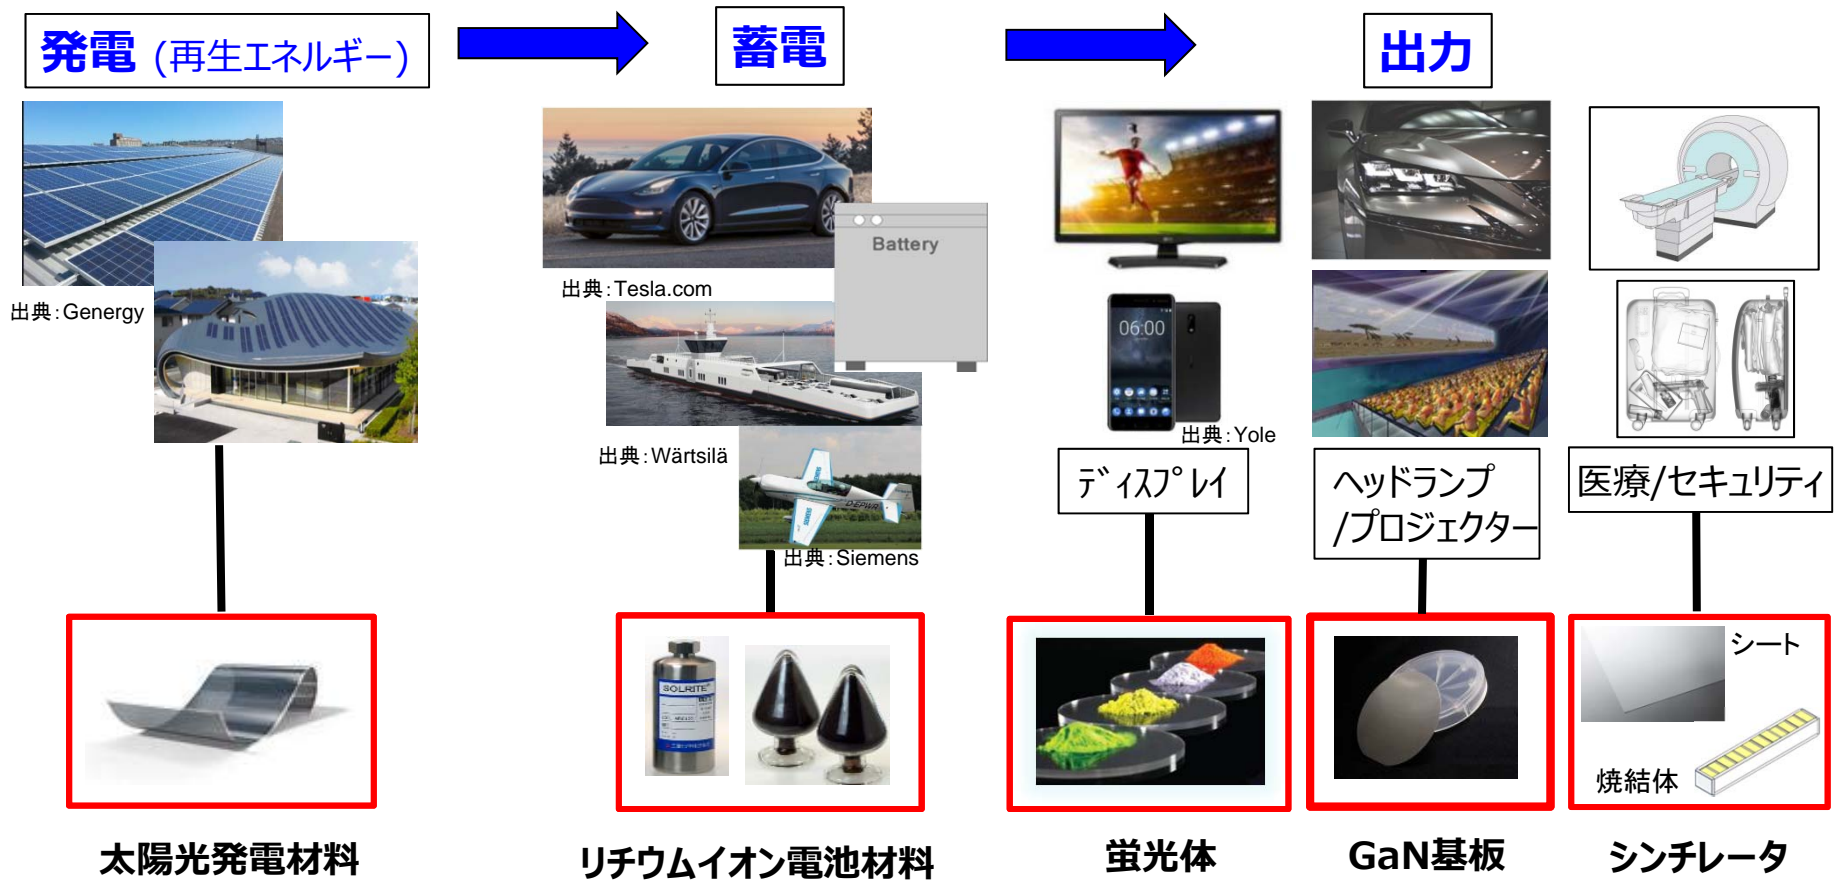 発電 (再生エネルギー)
蓄電
出力
出典:Genergy
出典:Tesla.com
Battery
出典:Wärtsilä
SIEMENS
SIEMENS
D-EPWR
出典:Siemens
06:00
出典:Yole
ディスプレイ
ヘッドランプ
/プロジェクター
医療/セキュリティ
SOLRITE
シート
焼結体
太陽光発電材料
リチウムイオン電池材料
蛍光体
GaN基板
シンチレータ